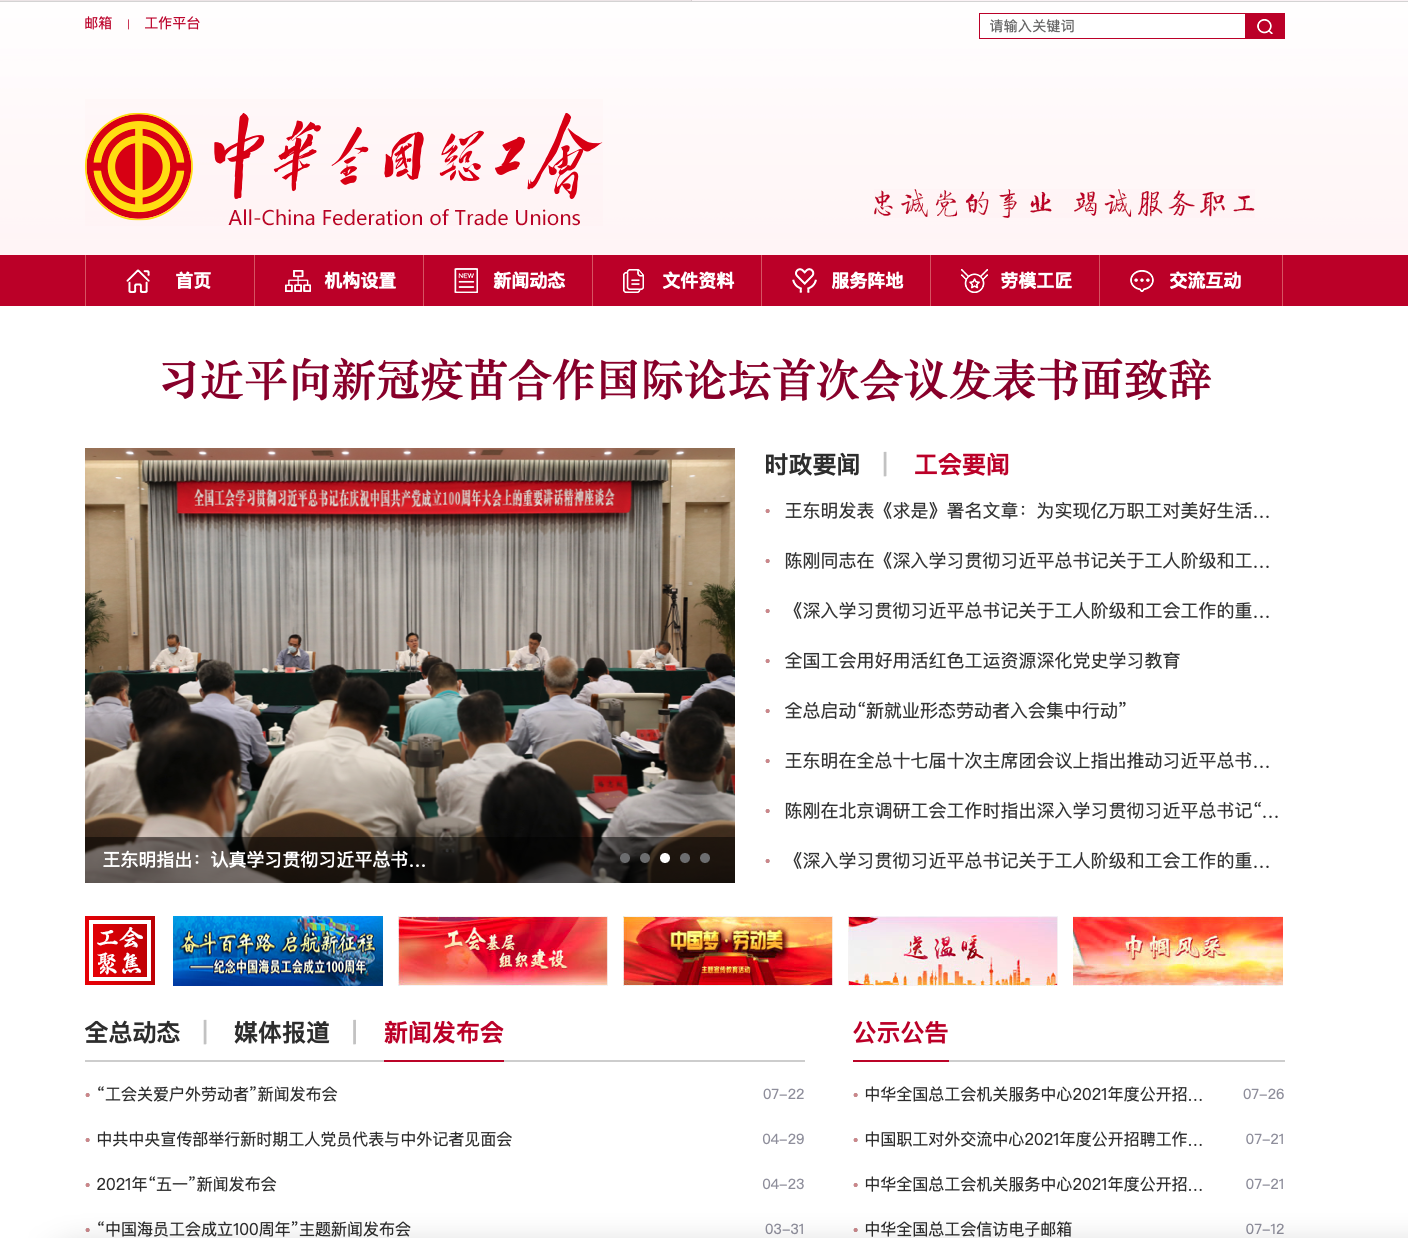 邮箱 | 工作平台
请输入关键词
中華全國總工會
All-China Federation of Trade Unions
忠诚党的事业 竭诚服务职工
首页
机构设置
NEW
新闻动态
文件资料
服务阵地
劳模工匠
交流互动
习近平向新冠疫苗合作国际论坛首次会议发表书面致辞
全国工会学习贯彻习近平总书记在庆祝中国共产党成立100周年大会上的重要讲话精神座谈会
王东明指出：认真学习贯彻习近平总书...
时政要闻 | 工会要闻
王东明发表《求是》署名文章：为实现亿万职工对美好生活...
陈刚同志在《深入学习贯彻习近平总书记关于工人阶级和工...
《深入学习贯彻习近平总书记关于工人阶级和工会工作的重...
全国工会用好用活红色工运资源深化党史学习教育
全总启动“新就业形态劳动者入会集中行动”
王东明在全总十七届十次主席团会议上指出推动习近平总书...
陈刚在北京调研工会工作时指出深入学习贯彻习近平总书记“...
《深入学习贯彻习近平总书记关于工人阶级和工会工作的重...
工会
聚焦
奋斗百年路 启航新征程
——纪念中国海员工会成立100周年
工会基层
组织建设
中国梦·劳动美
主题宣传教育活动
送温暖
巾帼风采
全总动态 | 媒体报道 | 新闻发布会
“工会关爱户外劳动者”新闻发布会 07-22
中共中央宣传部举行新时期工人党员代表与中外记者见面会 04-29
2021年“五一”新闻发布会 04-23
“中国海员工会成立100周年”主题新闻发布会 03-31
公示公告
中华全国总工会机关服务中心2021年度公开招... 07-26
中国职工对外交流中心2021年度公开招聘工作... 07-21
中华全国总工会机关服务中心2021年度公开招... 07-21
中华全国总工会信访电子邮箱 07-12